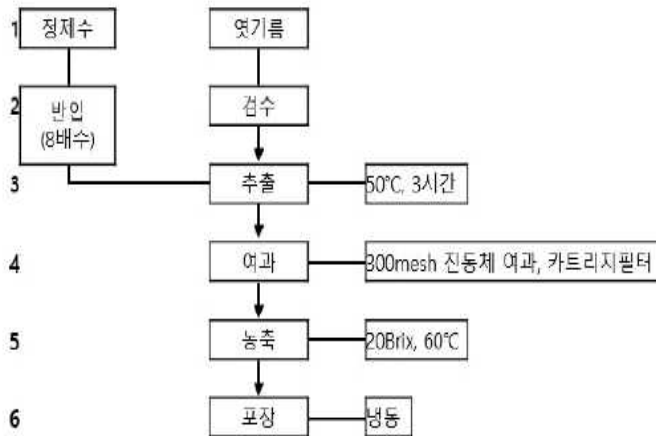 1 정제수 엿기름
2 반입 검수
(8배수)
3 추출 50℃, 3시간
4 여과 300mesh 진동체 여과, 카트리지필터
5 농축 20Brix, 60℃
6 포장 냉동